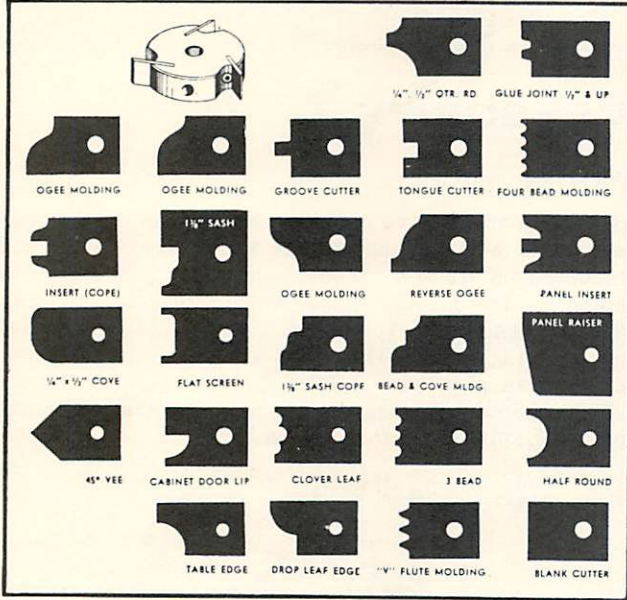 ¼", ½" QTR. RD
GLUE JOINT ½" & UP
OGEE MOLDING
OGEE MOLDING
GROOVE CUTTER
TONGUE CUTTER
FOUR BEAD MOLDING
INSERT (COPE)
1⅜" SASH
OGEE MOLDING
REVERSE OGEE
PANEL INSERT
¼" x ½" COVE
FLAT SCREEN
1⅜" SASH COPE
BEAD & COVE MLDG
PANEL RAISER
45° VEE
CABINET DOOR LIP
CLOVER LEAF
3 BEAD
HALF ROUND
TABLE EDGE
DROP LEAF EDGE
"V" FLUTE MOLDING
BLANK CUTTER